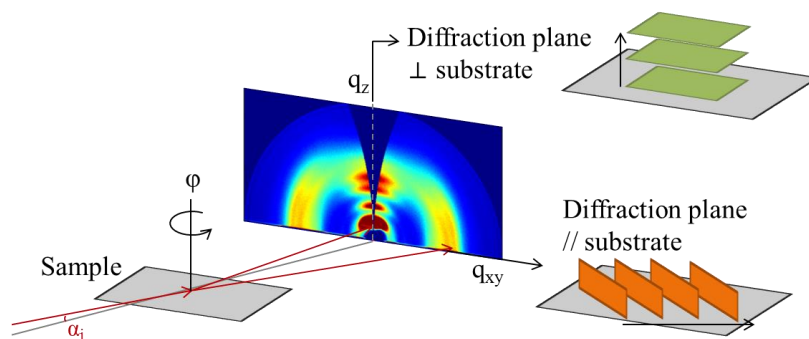 Diffraction plane
⊥ substrate
q_z
φ
Diffraction plane
// substrate
Sample
q_xy
α_i